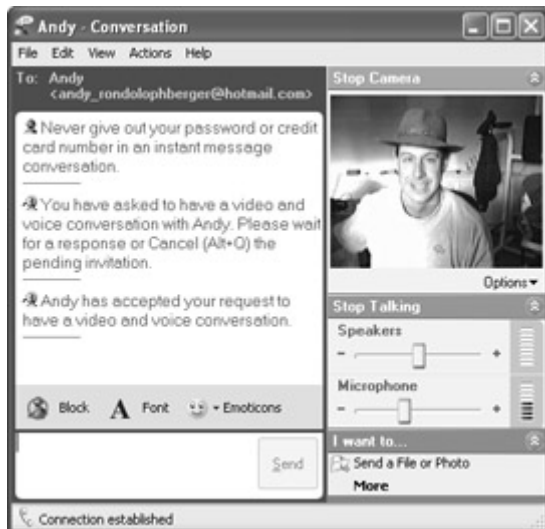 Andy - Conversation
File Edit View Actions Help
To: Andy
<andy_rondolophberger@hotmail.com>
Never give out your password or credit
card number in an instant message
conversation.
You have asked to have a video and
voice conversation with Andy. Please wait
for a response or Cancel (Alt+Q) the
pending invitation.
Andy has accepted your request to
have a video and voice conversation.
Block Font Emoticons
Send
Connection established
Stop Camera
Options
Stop Talking
Speakers
- +
Microphone
- +
I want to...
Send a File or Photo
More